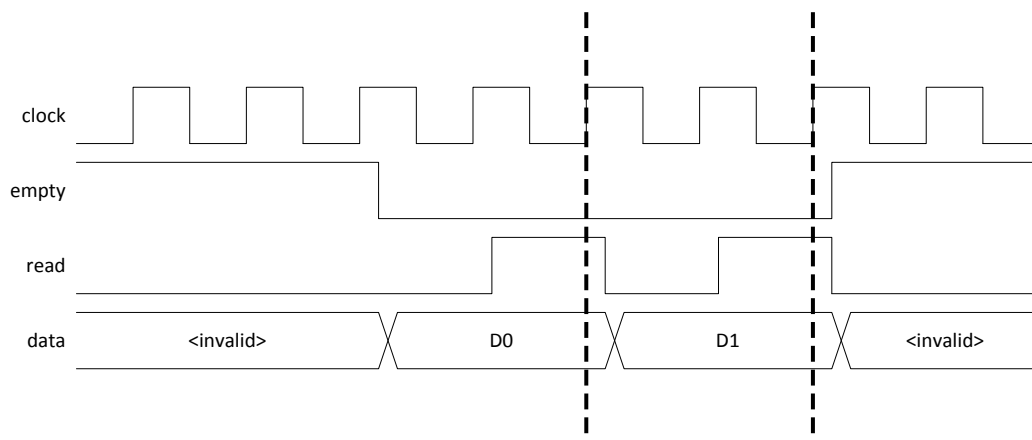 clock
empty
read
data <invalid> D0 D1 <invalid>